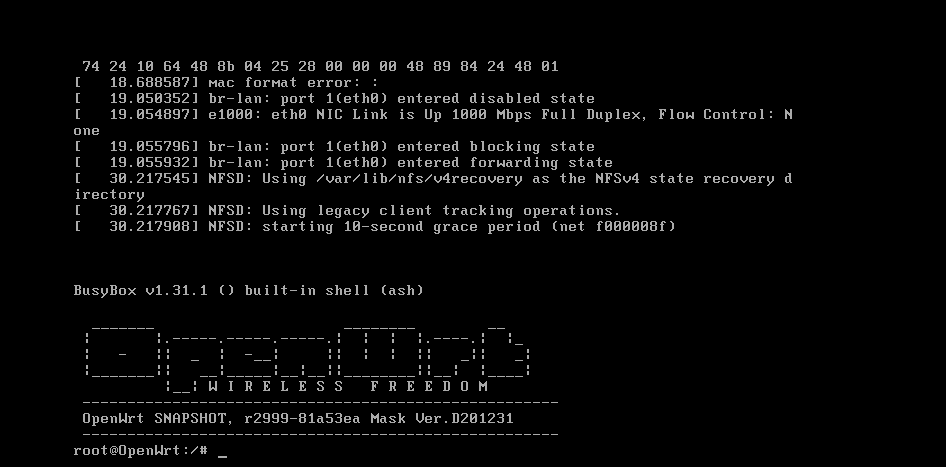 74 24 10 64 48 8b 04 25 28 00 00 00 48 89 84 24 48 01
[   18.688587] mac format error: :
[   19.050352] br-lan: port 1(eth0) entered disabled state
[   19.054897] e1000: eth0 NIC Link is Up 1000 Mbps Full Duplex, Flow Control: N
one
[   19.055796] br-lan: port 1(eth0) entered blocking state
[   19.055932] br-lan: port 1(eth0) entered forwarding state
[   30.217545] NFSD: Using /var/lib/nfs/v4recovery as the NFSv4 state recovery d
irectory
[   30.217767] NFSD: Using legacy client tracking operations.
[   30.217908] NFSD: starting 10-second grace period (net f000008f)
BusyBox v1.31.1 () built-in shell (ash)
OpenWrt
W I R E L E S S   F R E E D O M
OpenWrt SNAPSHOT, r2999-81a53ea Mask Ver.D201231
root@OpenWrt:/# _